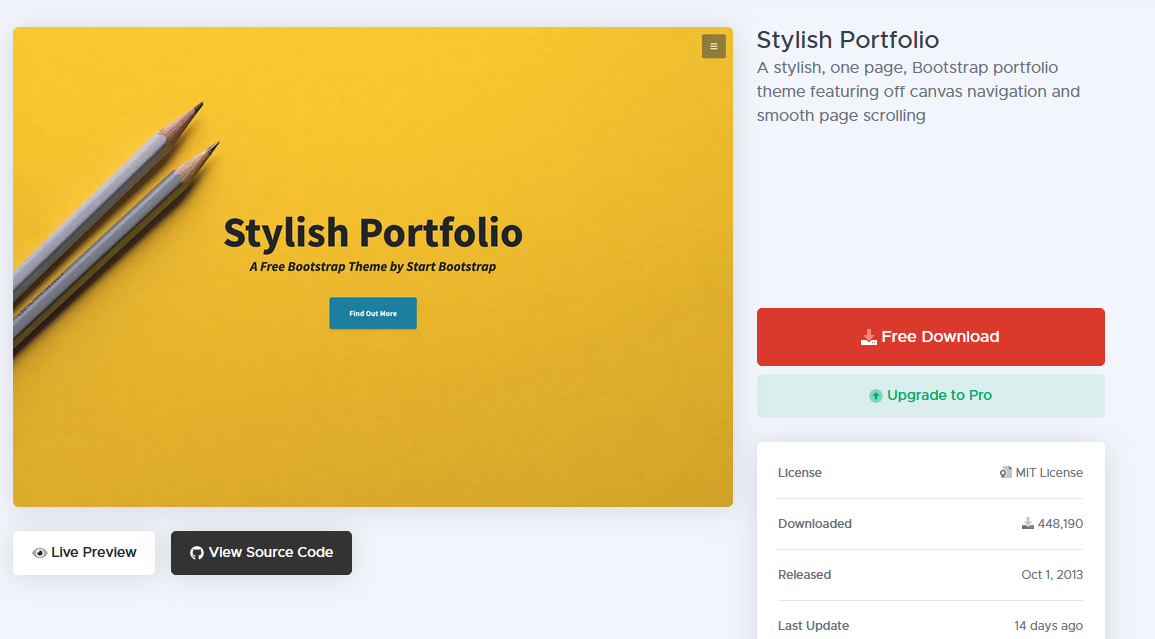 Stylish Portfolio
A Free Bootstrap Theme by Start Bootstrap
Find Out More
Live Preview
View Source Code
Stylish Portfolio
A stylish, one page, Bootstrap portfolio
theme featuring off canvas navigation and
smooth page scrolling
Free Download
Upgrade to Pro
License MIT License
Downloaded 448,190
Released Oct 1, 2013
Last Update 14 days ago